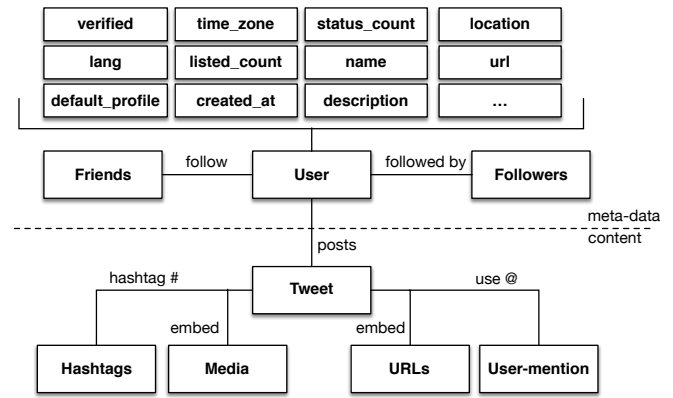 verified time_zone status_count location
lang listed_count name url
default_profile created_at description ...
follow followed by
Friends User Followers
meta-data
content
posts
hashtag # Tweet use @
embed embed
Hashtags Media URLs User-mention